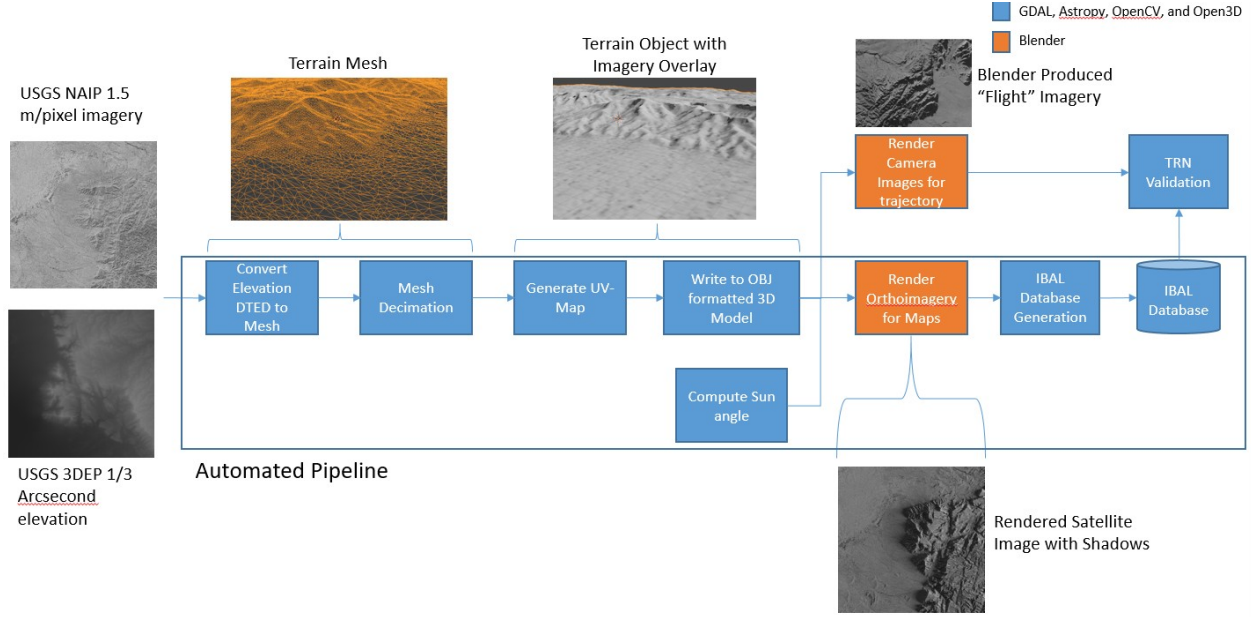 GDAL, Astropy, OpenCV, and Open3D
Blender
USGS NAIP 1.5
m/pixel imagery
Terrain Mesh
Terrain Object with
Imagery Overlay
Blender Produced
“Flight” Imagery
Render
Camera
Images for
trajectory
TRN
Validation
Convert
Elevation
DTED to
Mesh
Mesh
Decimation
Generate UV-
Map
Write to OBJ
formatted 3D
Model
Render
Orthoimagery
for Maps
IBAL
Database
Generation
IBAL
Database
Compute Sun
angle
Automated Pipeline
USGS 3DEP 1/3
Arcsecond
elevation
Rendered Satellite
Image with Shadows